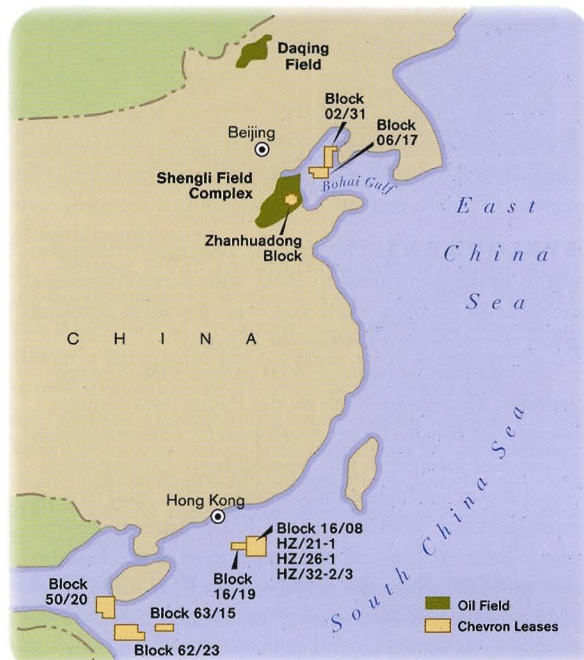 Daqing
Field
Block
02/31
Beijing
Block
06/17
Shengli Field
Complex
Bohai Gulf
Zhanhuadong
Block
East
China
Sea
CHINA
Hong Kong
Block 16/08
HZ/21-1
HZ/26-1
HZ/32-2/3
Block
16/19
South China Sea
Block
50/20
Block 63/15
Block 62/23
Oil Field
Chevron Leases